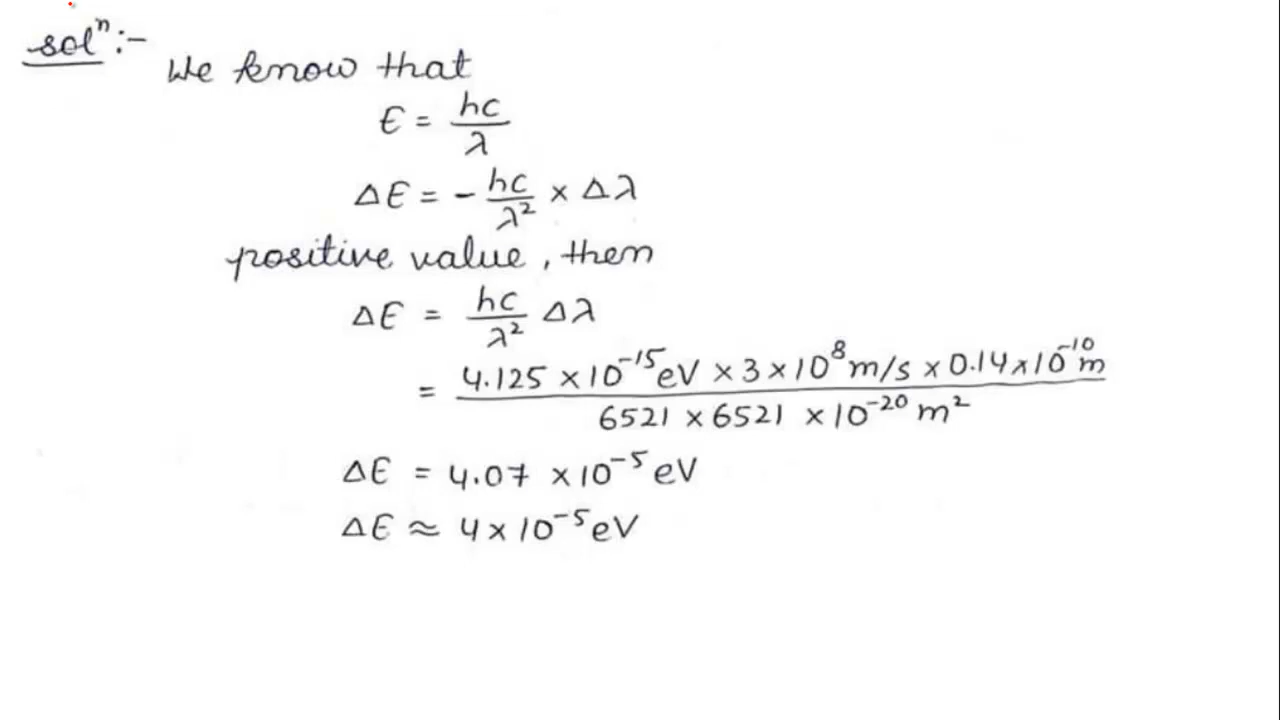 solⁿ :-
We know that
E = hc/λ
ΔE = - hc/λ² × Δλ
positive value, then
ΔE = hc/λ² Δλ
= 4.125 × 10⁻¹⁵ eV × 3 × 10⁸ m/s × 0.14 × 10⁻¹⁰ m / 6521 × 6521 × 10⁻²⁰ m²
ΔE = 4.07 × 10⁻⁵ eV
ΔE ≈ 4 × 10⁻⁵ eV